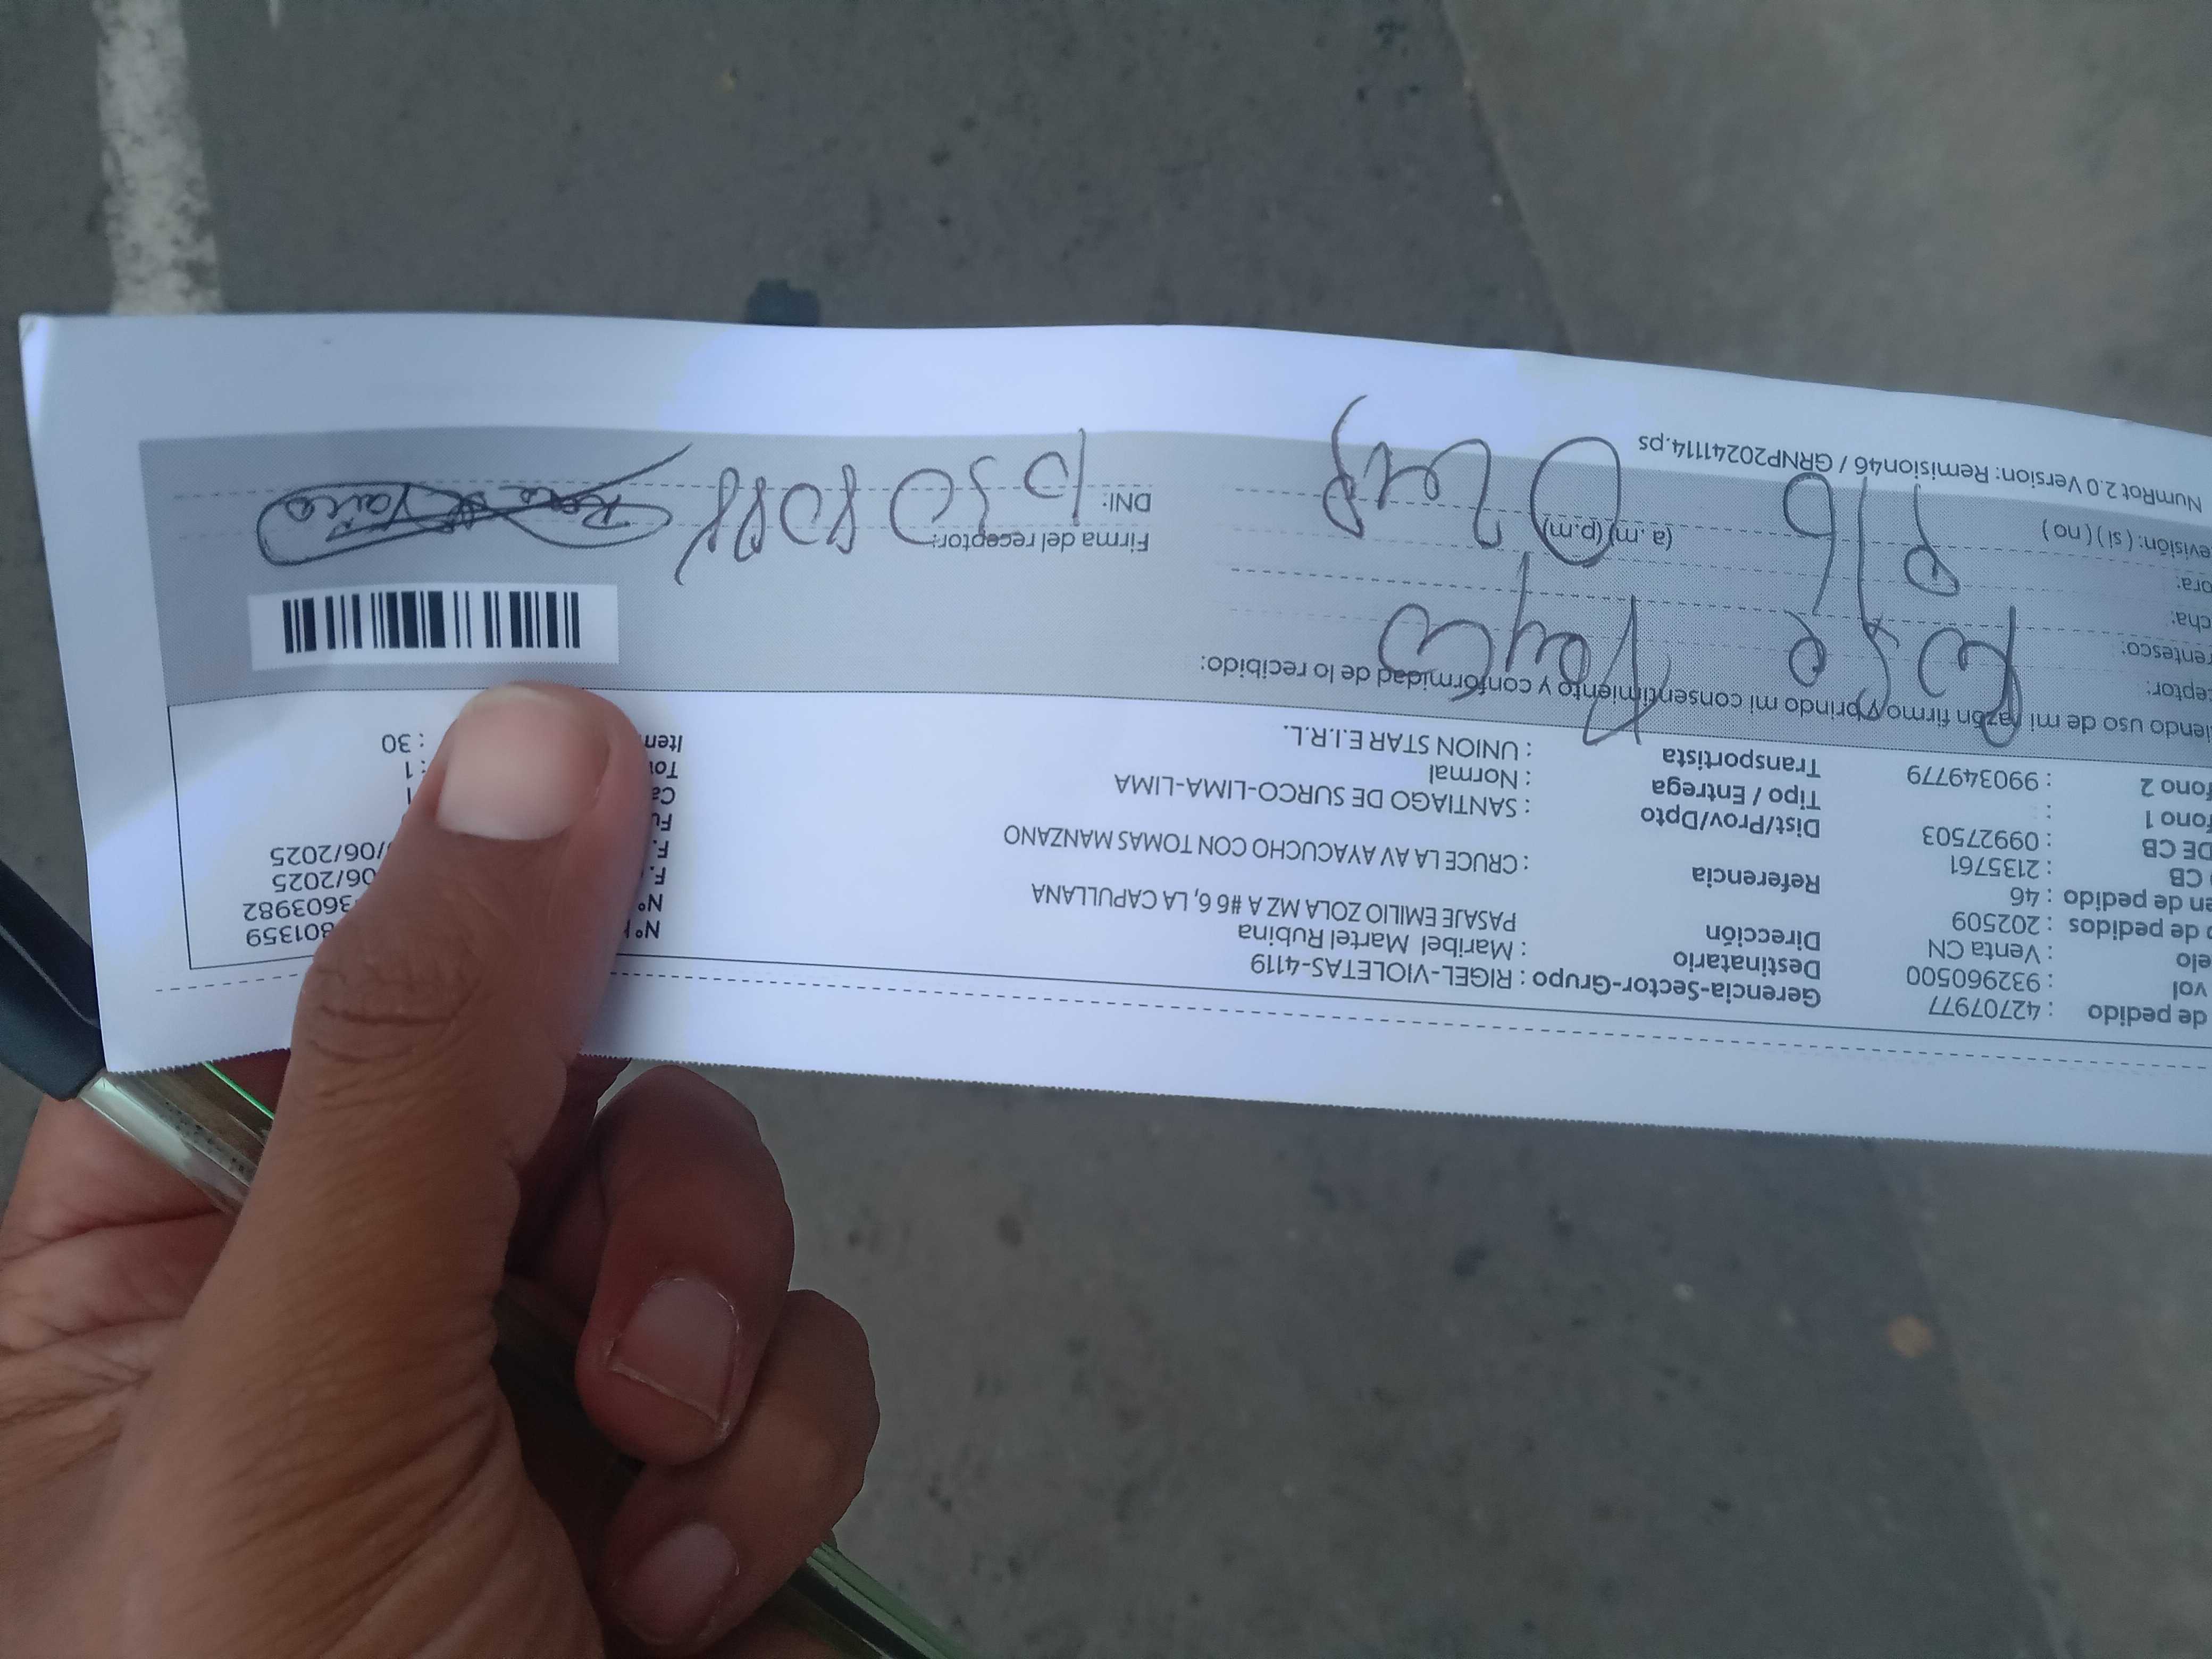 de pedido : 42707977
vol : 932960500
elo : Venta CN
o de pedidos : 202509
en de pedido : 46
CB : 2135761
DE CB : 09927503
fono 1 :
fono 2 : 990349779
Gerencia-Sector-Grupo : RIGEL-VIOLETAS-4119
Destinatario : Maribel Martel Rubina
Dirección PASAJE EMILIO ZOLA MZ A #6 6, LA CAPULLANA
Referencia : CRUCE LA AV AYACUCHO CON TOMAS MANZANO
Dist/Prov/Dpto : SANTIAGO DE SURCO-LIMA-LIMA
Tipo / Entrega : Normal
Transportista : UNION STAR E.I.R.L.
N° 801359
N° 3603982
F. 06/2025
F. /06/2025
: 1
: 30
iendo uso de mi razón firmo y brindo mi consentimiento y conformidad de lo recibido:
eptor:
rentesco:
cha:
ora: (a. m) (p.m)
evisión: ( si ) ( no )
Firma del receptor:
DNI:
NumRot 2.0 Version: Remision46 / GRNP20241114.ps